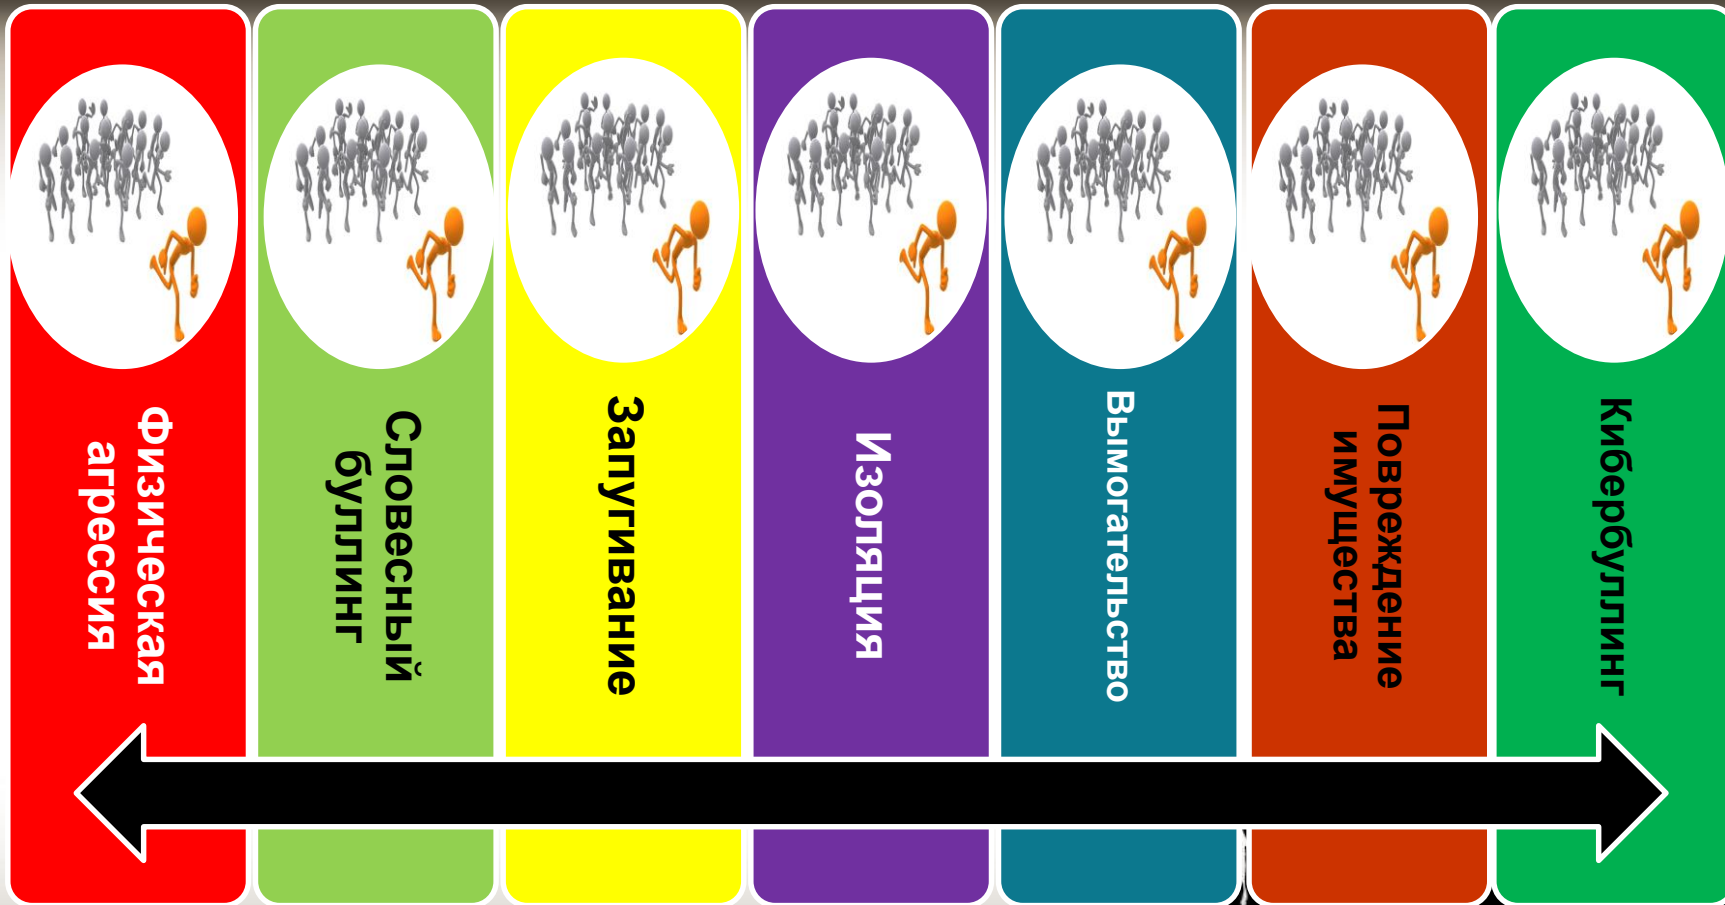 Физическая
агрессия
Словесный
буллинг
Запугивание
Изоляция
Вымогательство
Повреждение
имущества
Кибербуллинг